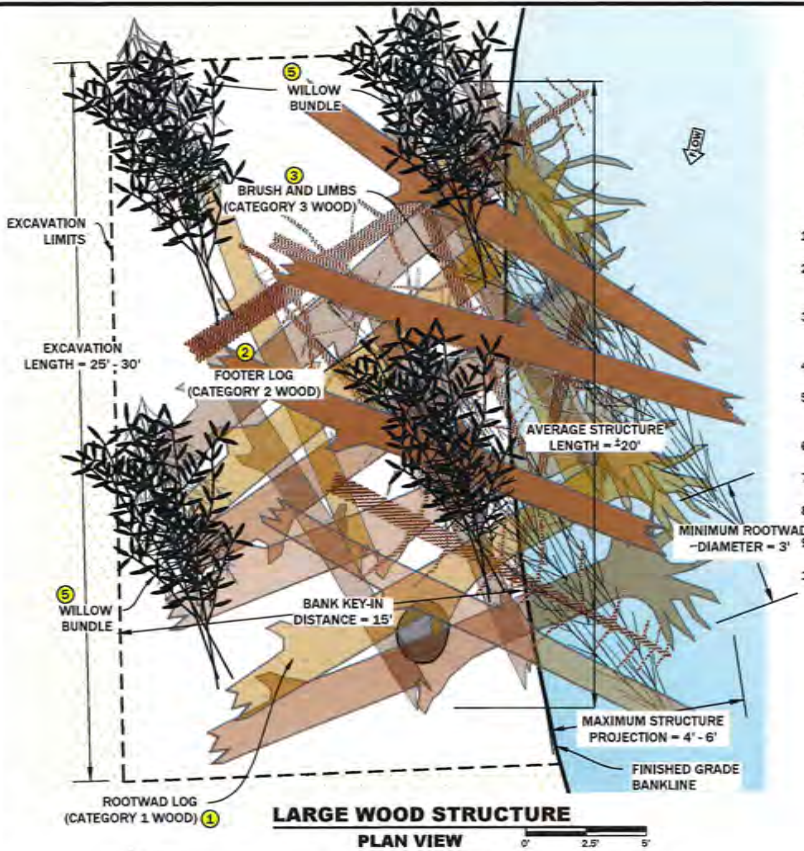 ⑤
WILLOW
BUNDLE
FLOW
③
BRUSH AND LIMBS
(CATEGORY 3 WOOD)
EXCAVATION
LIMITS
EXCAVATION
LENGTH = 25' - 30'
②
FOOTER LOG
(CATEGORY 2 WOOD)
AVERAGE STRUCTURE
LENGTH = ±20'
MINIMUM ROOTWAD
DIAMETER = 3'
⑤
WILLOW
BUNDLE
BANK KEY-IN
DISTANCE = 15'
MAXIMUM STRUCTURE
PROJECTION = 4' - 6'
FINISHED GRADE
BANKLINE
ROOTWAD LOG
(CATEGORY 1 WOOD) ①
LARGE WOOD STRUCTURE
PLAN VIEW
0' 2.5' 5'